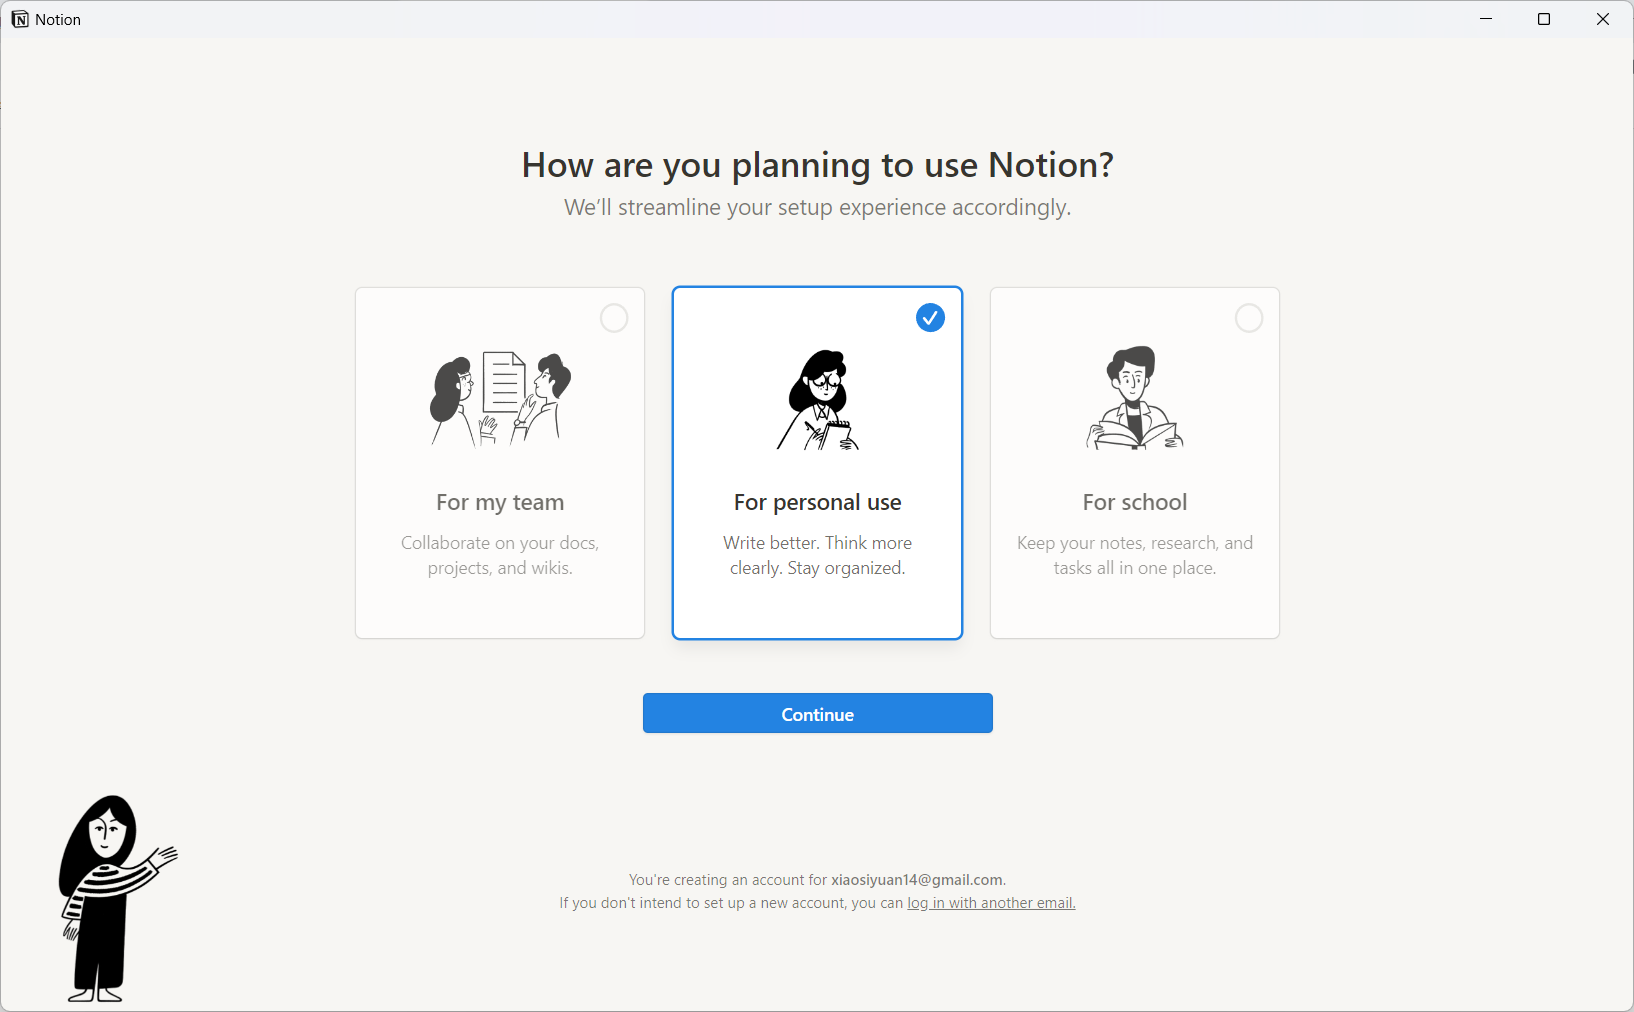 Notion
How are you planning to use Notion?
We’ll streamline your setup experience accordingly.
For my team
Collaborate on your docs,
projects, and wikis.
For personal use
Write better. Think more
clearly. Stay organized.
For school
Keep your notes, research, and
tasks all in one place.
Continue
You're creating an account for xiaosiyuan14@gmail.com.
If you don't intend to set up a new account, you can log in with another email.